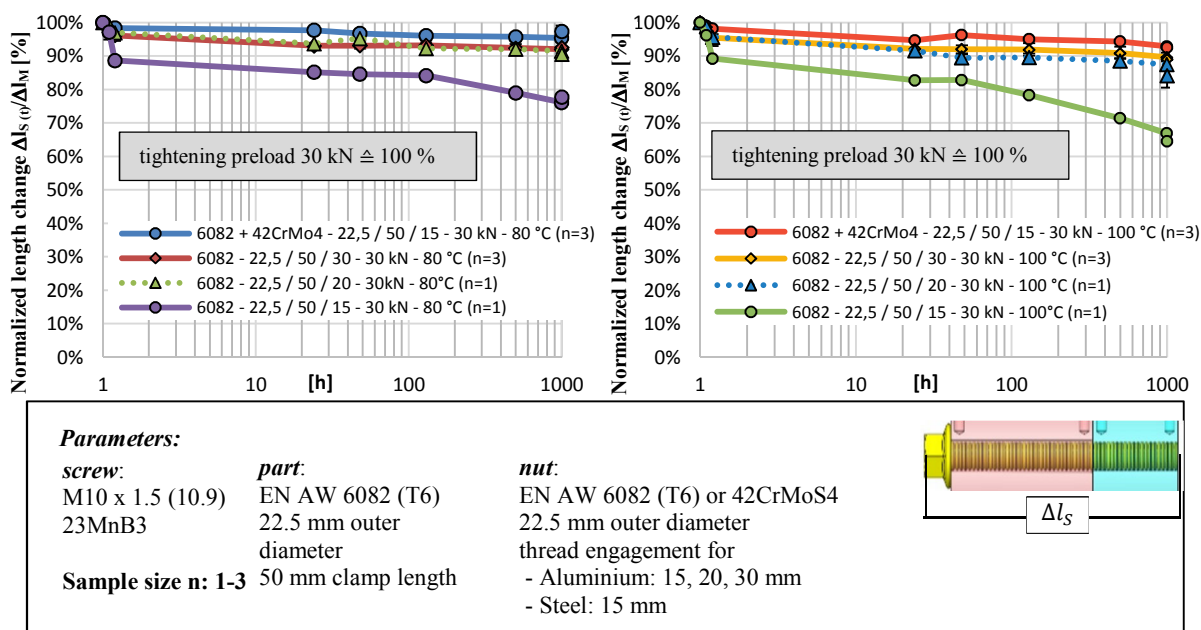 Normalized length change Δl_S (t)/Δl_M [%]
100%
90%
80%
70%
60%
50%
40%
30%
20%
10%
0%
tightening preload 30 kN ≙ 100 %
6082 + 42CrMo4 - 22,5 / 50 / 15 - 30 kN - 80 °C (n=3)
6082 - 22,5 / 50 / 30 - 30 kN - 80 °C (n=3)
6082 - 22,5 / 50 / 20 - 30kN - 80°C (n=1)
6082 - 22,5 / 50 / 15 - 30 kN - 80 °C (n=1)
1 10 100 1000
[h]
Normalized length change Δl_S (t)/Δl_M [%]
100%
90%
80%
70%
60%
50%
40%
30%
20%
10%
0%
tightening preload 30 kN ≙ 100 %
6082 + 42CrMo4 - 22,5 / 50 / 15 - 30 kN - 100 °C (n=3)
6082 - 22,5 / 50 / 30 - 30 kN - 100 °C (n=3)
6082 - 22,5 / 50 / 20 - 30 kN - 100 °C (n=1)
6082 - 22,5 / 50 / 15 - 30 kN - 100°C (n=1)
1 10 100 1000
[h]
Parameters:
screw:
M10 x 1.5 (10.9)
23MnB3
Sample size n: 1-3
part:
EN AW 6082 (T6)
22.5 mm outer
diameter
50 mm clamp length
nut:
EN AW 6082 (T6) or 42CrMoS4
22.5 mm outer diameter
thread engagement for
- Aluminium: 15, 20, 30 mm
- Steel: 15 mm
Δl_S